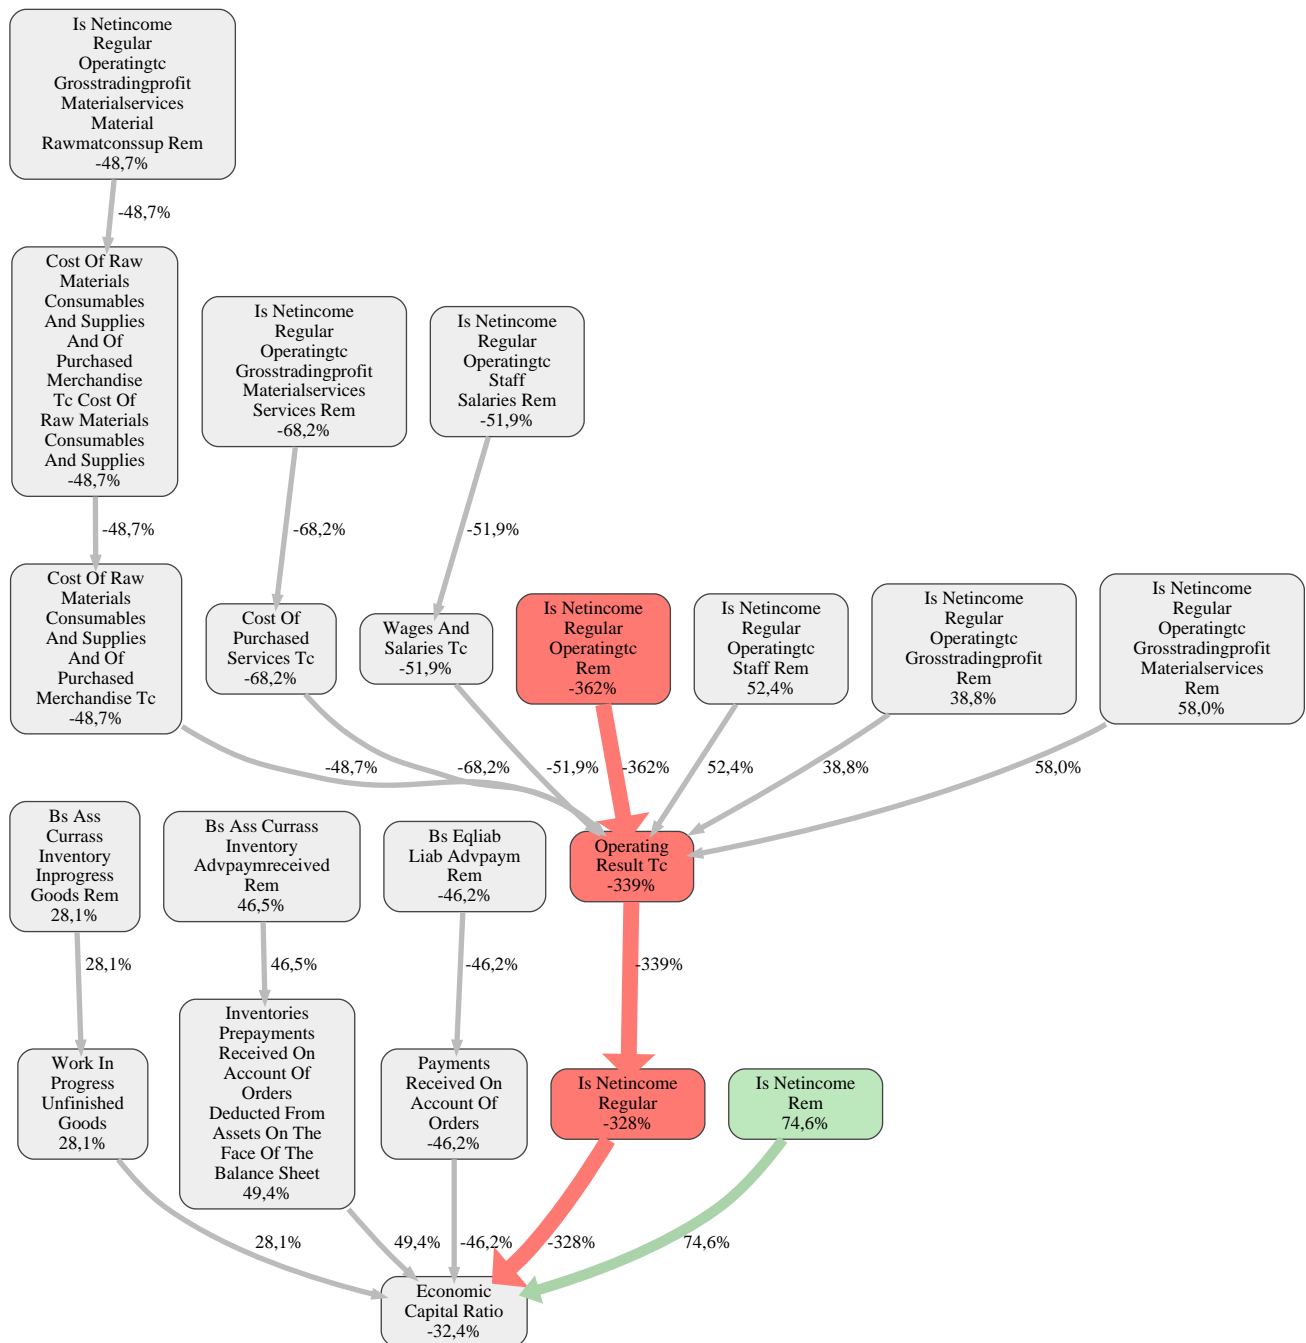 Is Netincome
Regular
Operatingtc
Grosstradingprofit
Materialservices
Material
Rawmatconssup Rem
-48,7%
-48,7%
Cost Of Raw
Materials
Consumables
And Supplies
And Of
Purchased
Merchandise
Tc Cost Of
Raw Materials
Consumables
And Supplies
-48,7%
Is Netincome
Regular
Operatingtc
Grosstradingprofit
Materialservices
Services Rem
-68,2%
Is Netincome
Regular
Operatingtc
Staff
Salaries Rem
-51,9%
-48,7%
-68,2%
-51,9%
Cost Of Raw
Materials
Consumables
And Supplies
And Of
Purchased
Merchandise Tc
-48,7%
Cost Of
Purchased
Services Tc
-68,2%
Wages And
Salaries Tc
-51,9%
Is Netincome
Regular
Operatingtc
Rem
-362%
Is Netincome
Regular
Operatingtc
Staff Rem
52,4%
Is Netincome
Regular
Operatingtc
Grosstradingprofit
Rem
38,8%
Is Netincome
Regular
Operatingtc
Grosstradingprofit
Materialservices
Rem
58,0%
-48,7%
-68,2%
-51,9%
-362%
52,4%
38,8%
58,0%
Bs Ass
Currass
Inventory
Inprogress
Goods Rem
28,1%
Bs Ass Currass
Inventory
Advpaymreceived
Rem
46,5%
Bs Eqliab
Liab Advpaym
Rem
-46,2%
Operating
Result Tc
-339%
28,1%
46,5%
-46,2%
-339%
Work In
Progress
Unfinished
Goods
28,1%
Inventories
Prepayments
Received On
Account Of
Orders
Deducted From
Assets On The
Face Of The
Balance Sheet
49,4%
Payments
Received On
Account Of
Orders
-46,2%
Is Netincome
Regular
-328%
Is Netincome
Rem
74,6%
28,1%
49,4%
-46,2%
-328%
74,6%
Economic
Capital Ratio
-32,4%